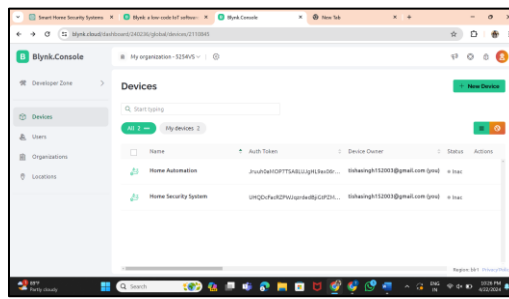 Smart Home Security Systems
Blynk: a low-code IoT software
Blynk.Console
New Tab
blynk.cloud/dashboard/240236/global/devices/2110845
B Blynk.Console
My organization - 5254VS
Developer Zone
Devices
+ New Device
Devices
Start typing
Users
All 2
My devices 2
Organizations
Name
Auth Token
Device Owner
Status
Actions
Locations
Home Automation
tishasingh152003@gmail.com (you)
Inac
Home Security System
tishasingh152003@gmail.com (you)
Inac
Region: blr1
Privacy Policy
89°F
Partly cloudy
Search
ENG
IN
10:26 PM
4/22/2024